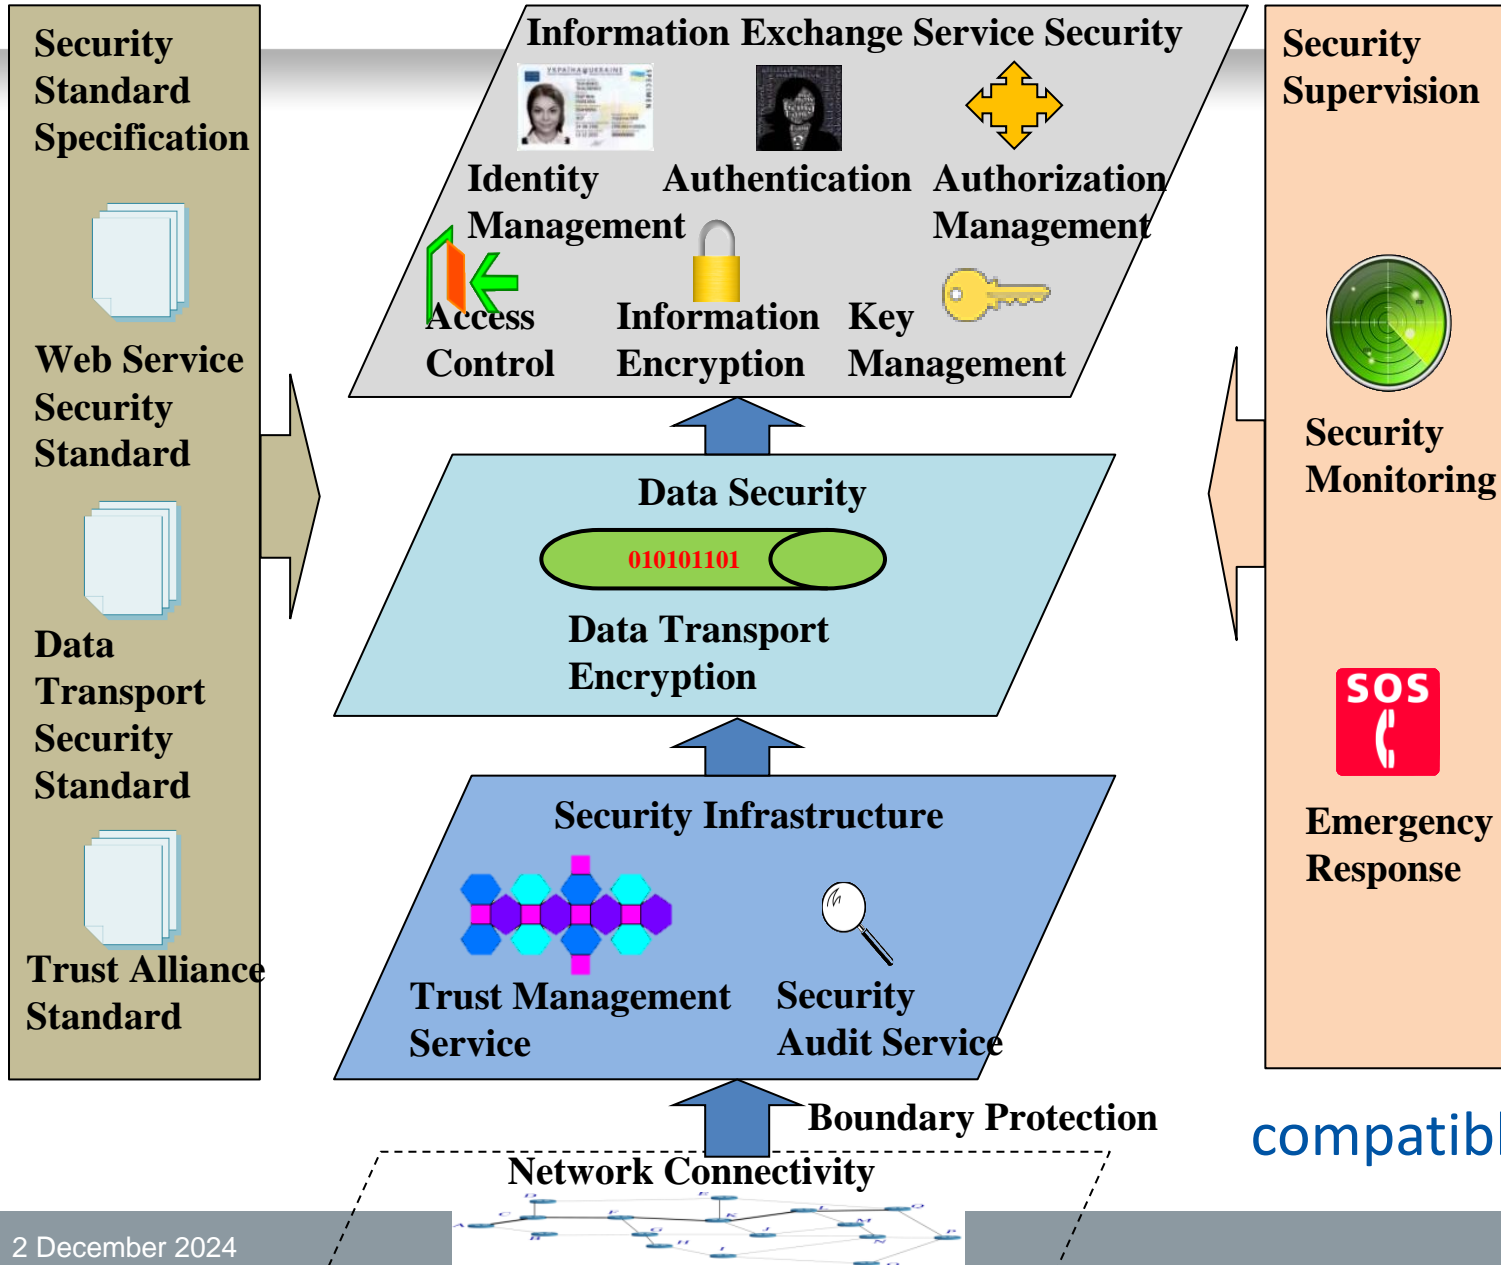 Security
Standard
Specification
Web Service
Security
Standard
Data
Transport
Security
Standard
Trust Alliance
Standard
Information Exchange Service Security
УКРАЇНА UKRAINE
SPECIMEN
Identity
Management
Authentication
Authorization
Management
Access
Control
Information
Encryption
Key
Management
Data Security
010101101
Data Transport
Encryption
Security Infrastructure
Trust Management
Service
Security
Audit Service
Boundary Protection
Network Connectivity
D
E
A
C
F
K
L
Q
B
G
J
M
H
I
N
P
Security
Supervision
Security
Monitoring
SOS
Emergency
Response
compatibl
2 December 2024